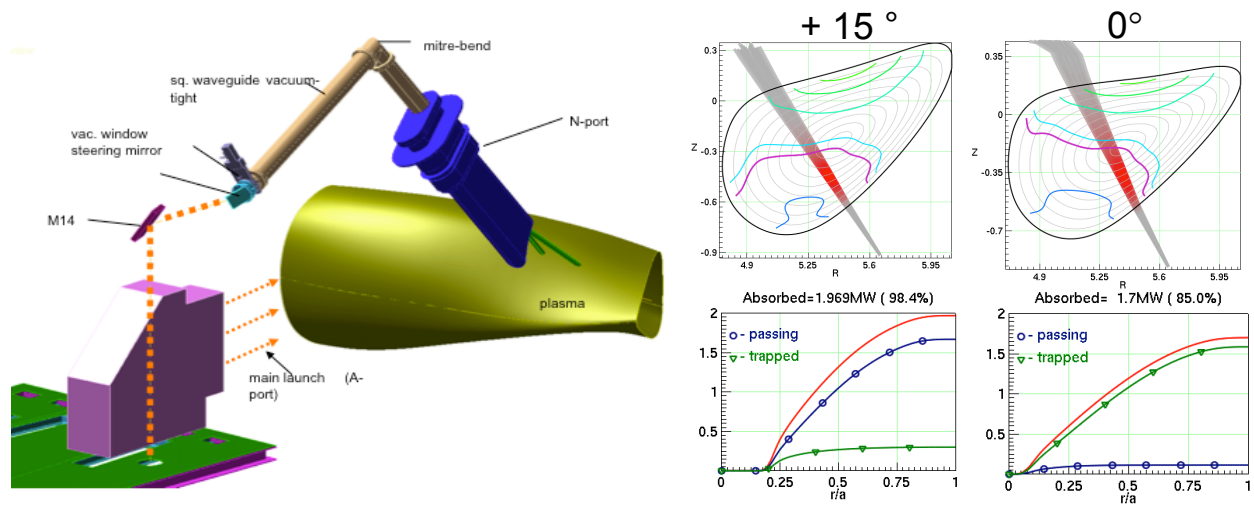 mitre-bend
sq. waveguide vacuum-
tight
N-port
vac. window
steering mirror
M14
plasma
main launch (A-
port)
+ 15 °
0.3
0
-0.3
-0.6
-0.9
Z
4.9 5.25 5.6 5.95
R
0°
0.35
0
-0.35
-0.7
Z
4.9 5.25 5.6 5.95
R
Absorbed=1.969MW ( 98.4%)
2
1.5
1
0.5
- passing
- trapped
0 0.25 0.5 0.75 1
r/a
Absorbed= 1.7MW ( 85.0%)
2
1.5
1
0.5
- passing
- trapped
0 0.25 0.5 0.75 1
r/a